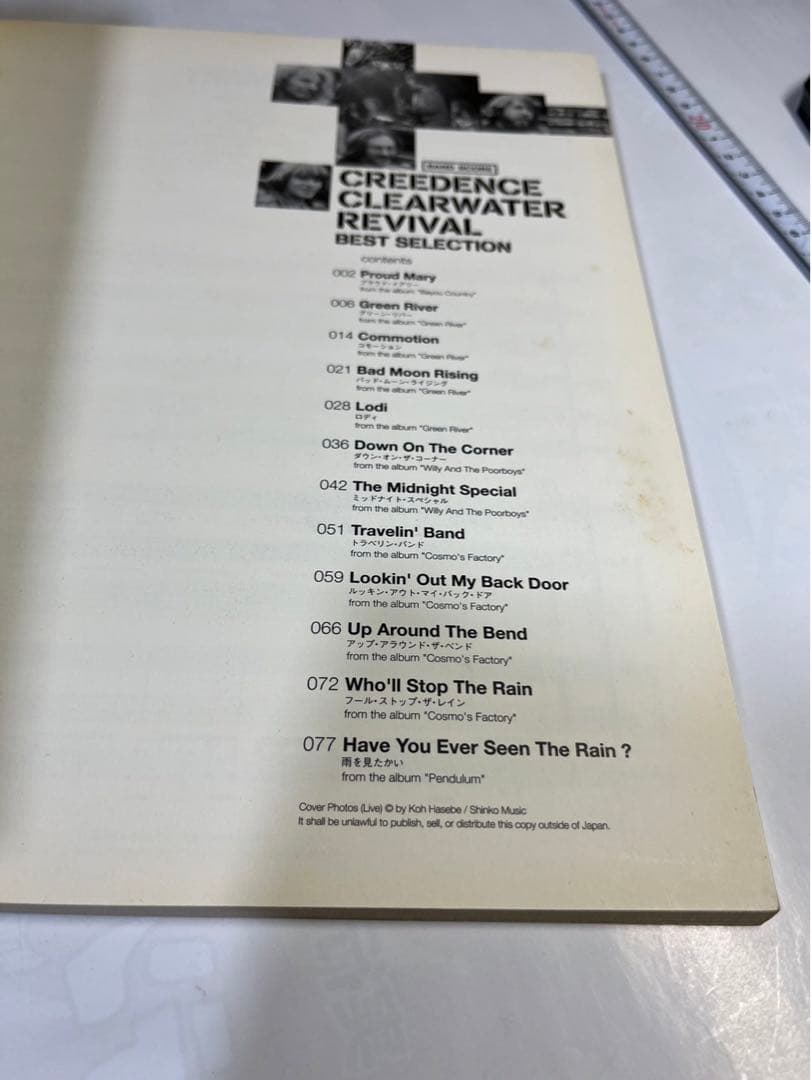 BAND SCORE
CREEDENCE
CLEARWATER
REVIVAL
BEST SELECTION
contents
002 Proud Mary
プラウド・メアリー
from the album "Bayou Country"
006 Green River
グリーン・リバー
from the album "Green River"
014 Commotion
コモーション
from the album "Green River"
021 Bad Moon Rising
バッド・ムーン・ライジング
from the album "Green River"
028 Lodi
ロディ
from the album "Green River"
036 Down On The Corner
ダウン・オン・ザ・コーナー
from the album "Willy And The Poorboys"
042 The Midnight Special
ミッドナイト・スペシャル
from the album "Willy And The Poorboys"
051 Travelin' Band
トラベリン・バンド
from the album "Cosmo's Factory"
059 Lookin' Out My Back Door
ルッキン・アウト・マイ・バック・ドア
from the album "Cosmo's Factory"
066 Up Around The Bend
アップ・アラウンド・ザ・ベンド
from the album "Cosmo's Factory"
072 Who'll Stop The Rain
フール・ストップ・ザ・レイン
from the album "Cosmo's Factory"
077 Have You Ever Seen The Rain ?
雨を見たかい
from the album "Pendulum"
Cover Photos (Live) © by Koh Hasebe / Shinko Music
It shall be unlawful to publish, sell, or distribute this copy outside of Japan.